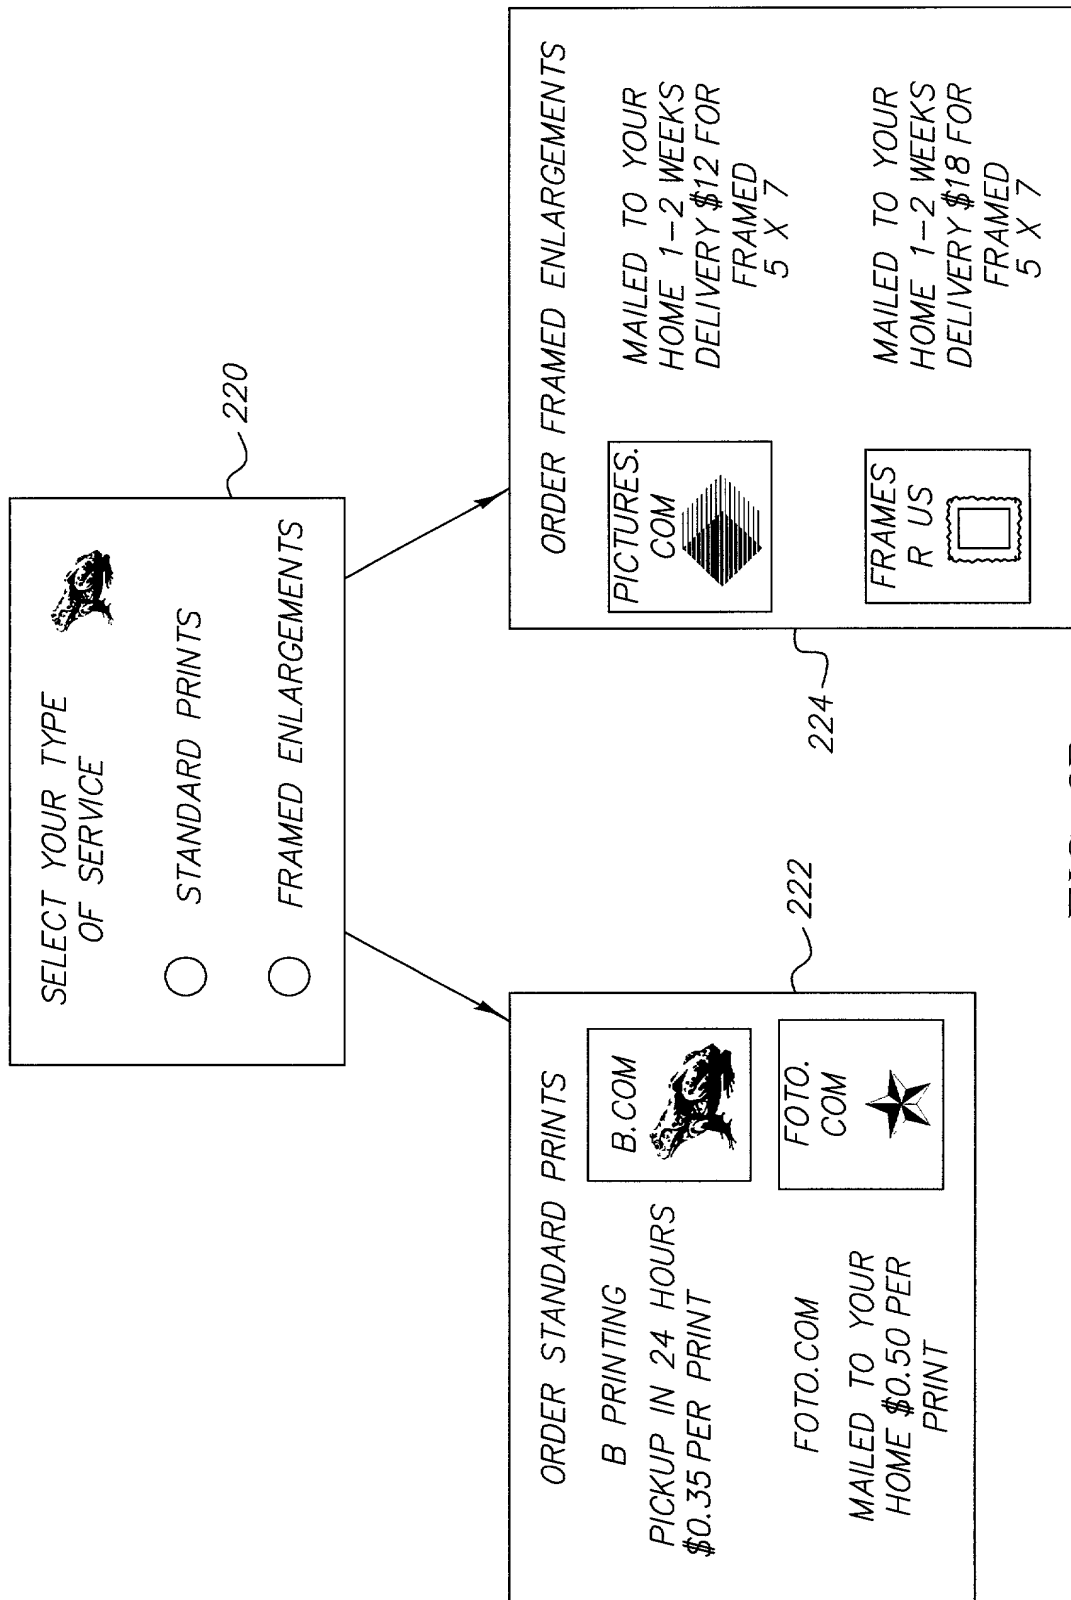 SELECT YOUR TYPE
OF SERVICE
STANDARD PRINTS
FRAMED ENLARGEMENTS
220
ORDER STANDARD PRINTS
B PRINTING
PICKUP IN 24 HOURS
$0.35 PER PRINT
B.COM
FOTO.COM
MAILED TO YOUR
HOME $0.50 PER
PRINT
FOTO.
COM
222
ORDER FRAMED ENLARGEMENTS
PICTURES.
COM
MAILED TO YOUR
HOME 1-2 WEEKS
DELIVERY $12 FOR
FRAMED
5 X 7
FRAMES
R US
MAILED TO YOUR
HOME 1-2 WEEKS
DELIVERY $18 FOR
FRAMED
5 X 7
224